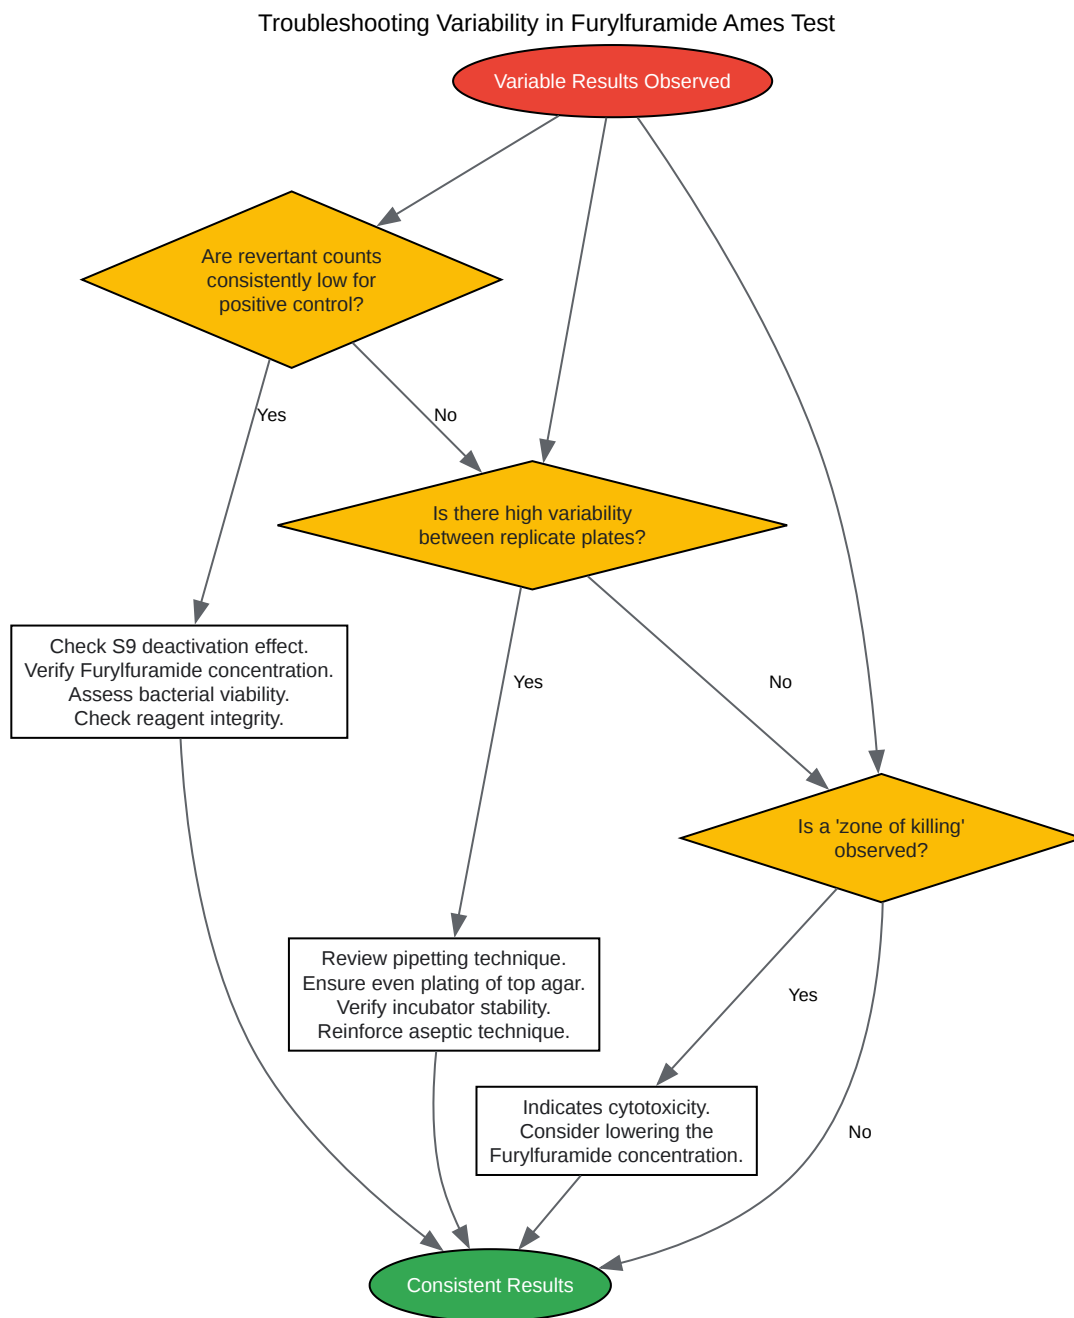 Troubleshooting Variability in Furylfuramide Ames Test
Variable Results Observed
Are revertant counts
consistently low for
positive control?
Yes
No
Is there high variability
between replicate plates?
Check S9 deactivation effect.
Verify Furylfuramide concentration.
Assess bacterial viability.
Check reagent integrity.
Yes
No
Is a 'zone of killing'
observed?
Review pipetting technique.
Ensure even plating of top agar.
Verify incubator stability.
Reinforce aseptic technique.
Yes
No
Indicates cytotoxicity.
Consider lowering the
Furylfuramide concentration.
Consistent Results